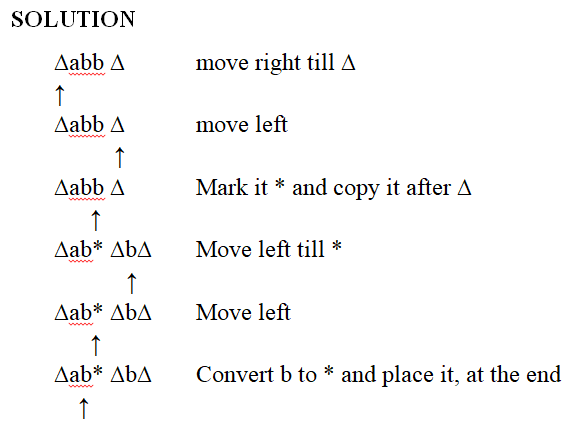 SOLUTION
Δabb Δ move right till Δ
↑
Δabb Δ move left
↑
Δabb Δ Mark it * and copy it after Δ
↑
Δab* ΔbΔ Move left till *
↑
Δab* ΔbΔ Move left
↑
Δab* ΔbΔ Convert b to * and place it, at the end
↑